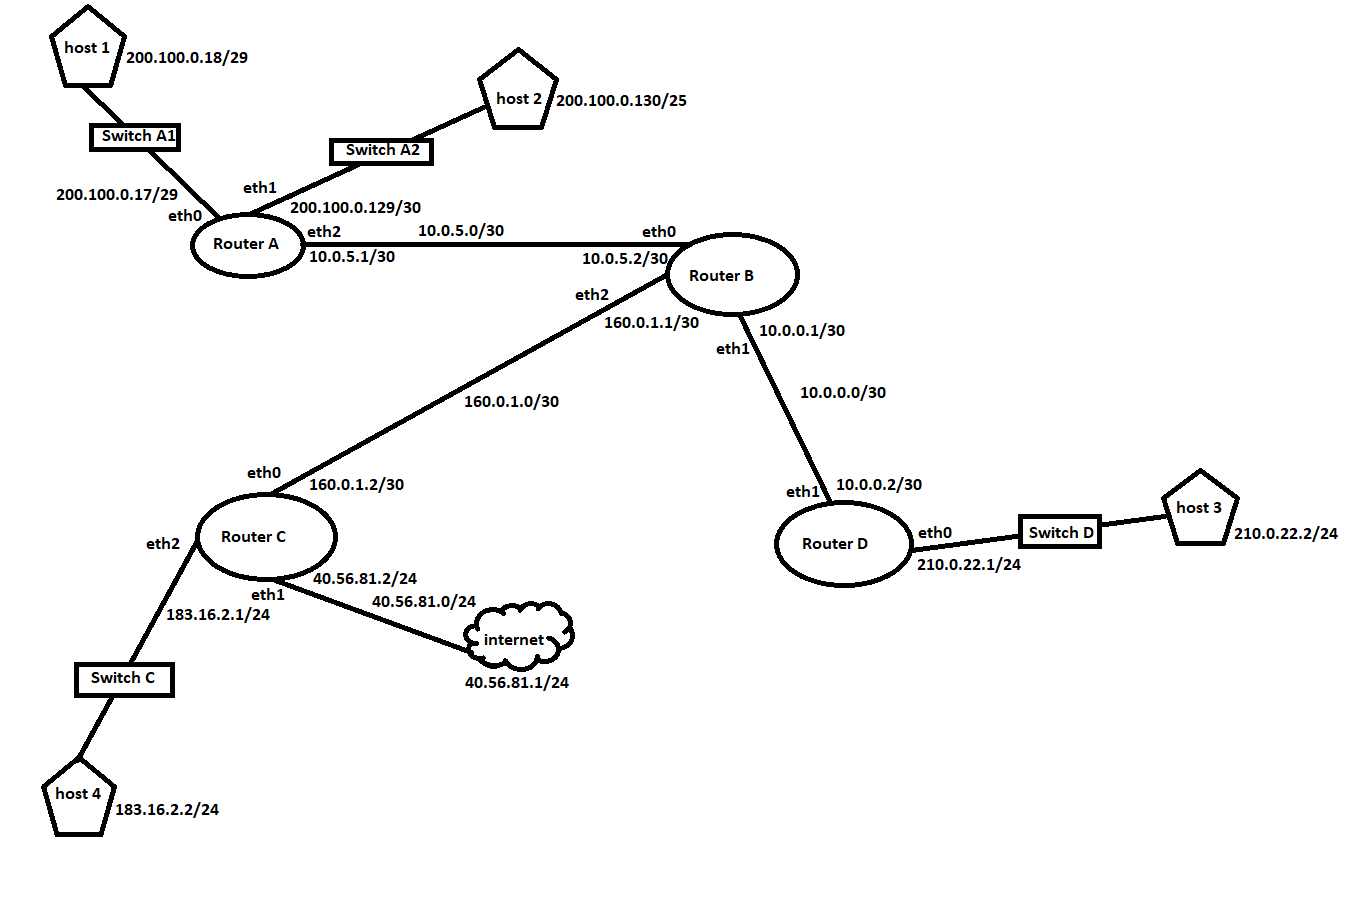 host 1
200.100.0.18/29
host 2
200.100.0.130/25
Switch A1
Switch A2
200.100.0.17/29
eth1
200.100.0.129/30
eth0
Router A
eth2
10.0.5.0/30
eth0
10.0.5.1/30
10.0.5.2/30
Router B
eth2
160.0.1.1/30
10.0.0.1/30
eth1
160.0.1.0/30
10.0.0.0/30
eth0
160.0.1.2/30
eth1
10.0.0.2/30
host 3
210.0.22.2/24
Router C
eth2
Router D
eth0
Switch D
210.0.22.1/24
40.56.81.2/24
eth1
40.56.81.0/24
183.16.2.1/24
internet
40.56.81.1/24
Switch C
host 4
183.16.2.2/24